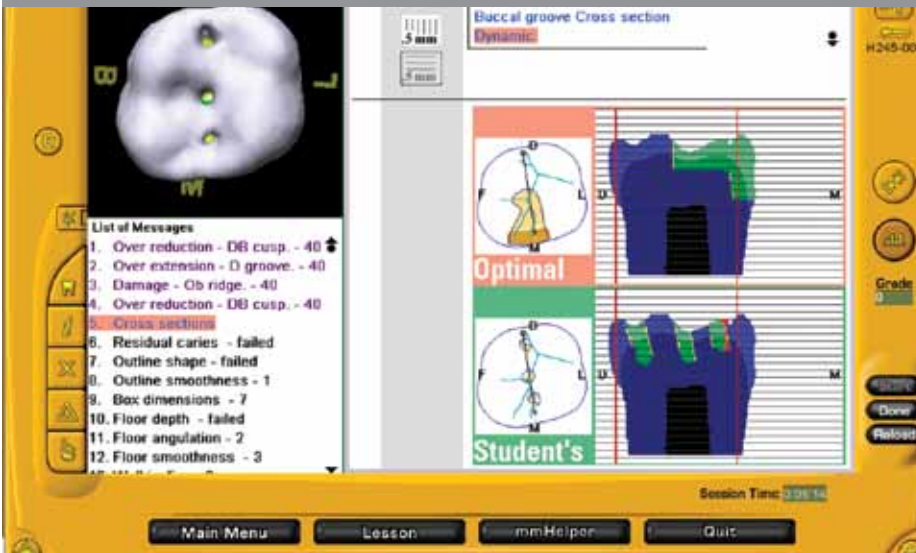 B
L
M
.5 mm
.5 mm
Buccal groove Cross section
Dynamic
H245-00
List of Messages
1. Over reduction - DB cusp. - 40
2. Over extension - D groove. - 40
3. Damage - Ob ridge. - 40
4. Over reduction - DB cusp. - 40
5. Cross sections
6. Residual caries - failed
7. Outline shape - failed
8. Outline smoothness - 1
9. Box dimensions - 7
10. Floor depth - failed
11. Floor angulation - 2
12. Floor smoothness - 3
D
F
L
M
Optimal
D
M
D
F
L
M
Student's
D
M
Grade
0
Done
Reload
Session Time
Main Menu
Lesson
mmHelper
Quit